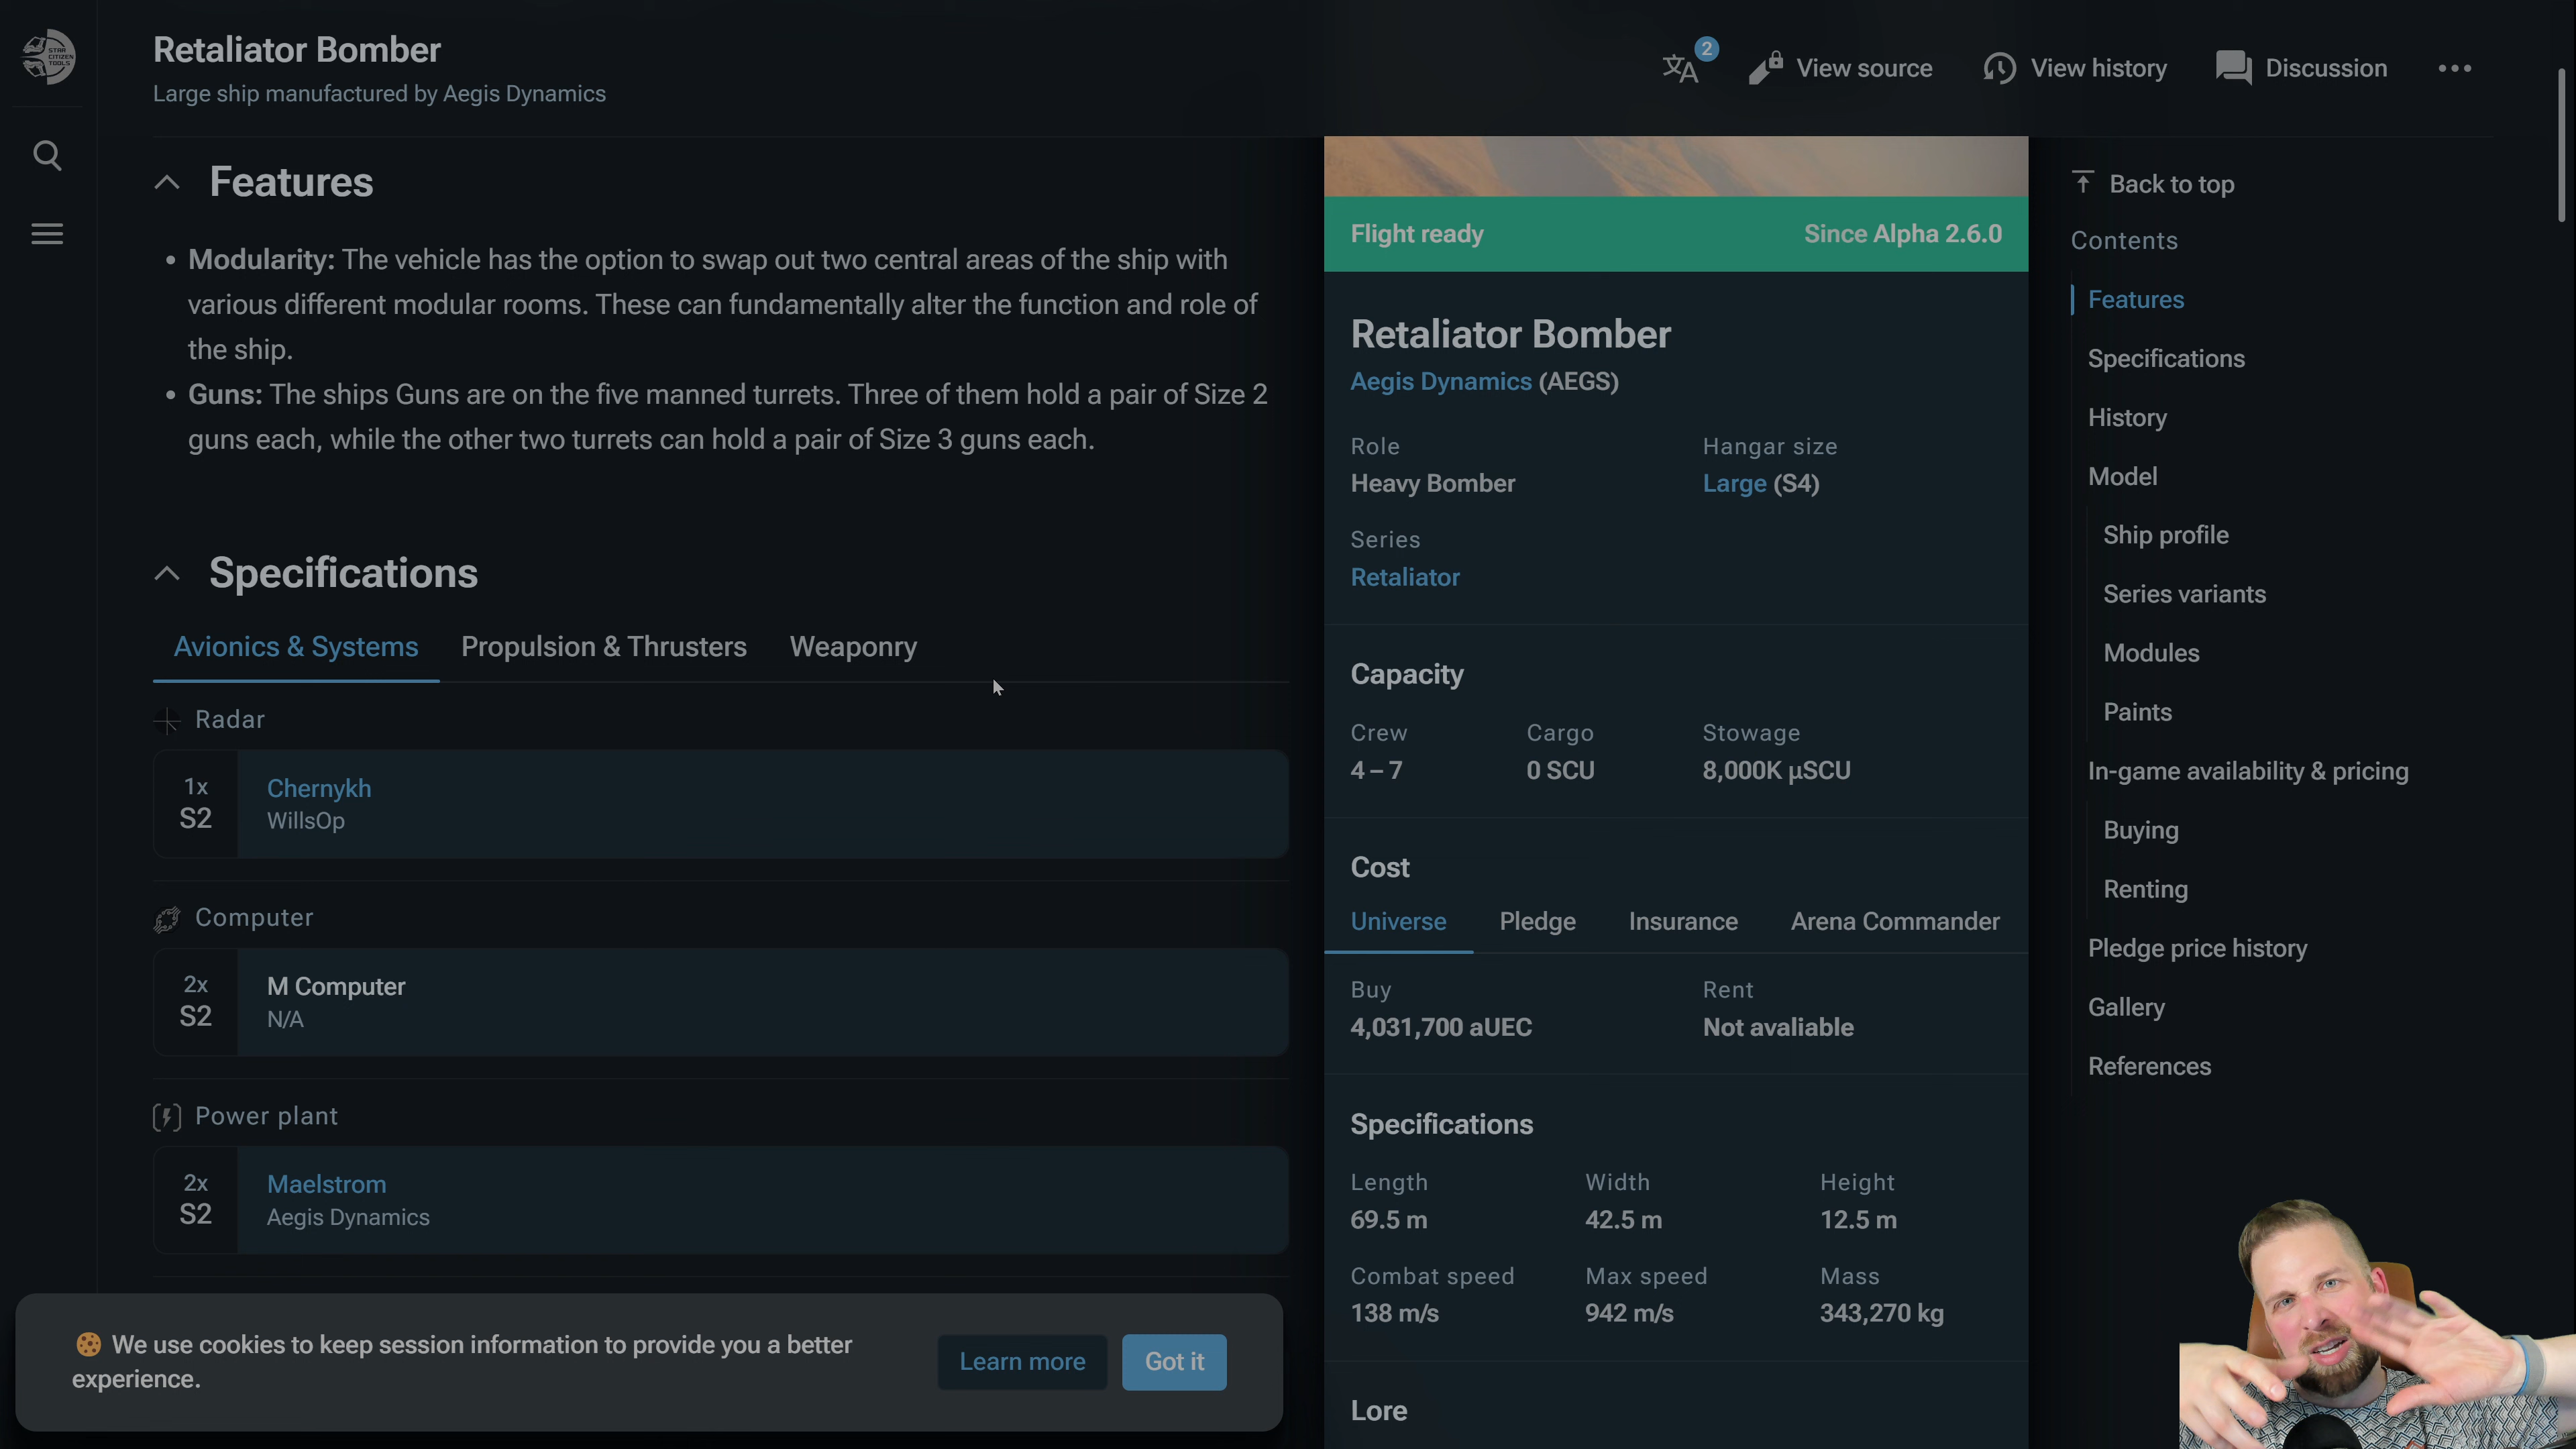 STAR
CITIZEN
TOOLS
Retaliator Bomber
Large ship manufactured by Aegis Dynamics
文A 2
View source
View history
Discussion
Features
• Modularity: The vehicle has the option to swap out two central areas of the ship with
various different modular rooms. These can fundamentally alter the function and role of
the ship.
• Guns: The ships Guns are on the five manned turrets. Three of them hold a pair of Size 2
guns each, while the other two turrets can hold a pair of Size 3 guns each.
Specifications
Avionics & Systems Propulsion & Thrusters Weaponry
Radar
1x
S2
Chernykh
WillsOp
Computer
2x
S2
M Computer
N/A
Power plant
2x
S2
Maelstrom
Aegis Dynamics
We use cookies to keep session information to provide you a better
experience.
Learn more
Got it
Flight ready Since Alpha 2.6.0
Retaliator Bomber
Aegis Dynamics (AEGS)
Role Hangar size
Heavy Bomber Large (S4)
Series
Retaliator
Capacity
Crew Cargo Stowage
4 – 7 0 SCU 8,000K μSCU
Cost
Universe Pledge Insurance Arena Commander
Buy Rent
4,031,700 aUEC Not avaliable
Specifications
Length Width Height
69.5 m 42.5 m 12.5 m
Combat speed Max speed Mass
138 m/s 942 m/s 343,270 kg
Lore
Back to top
Contents
Features
Specifications
History
Model
Ship profile
Series variants
Modules
Paints
In-game availability & pricing
Buying
Renting
Pledge price history
Gallery
References